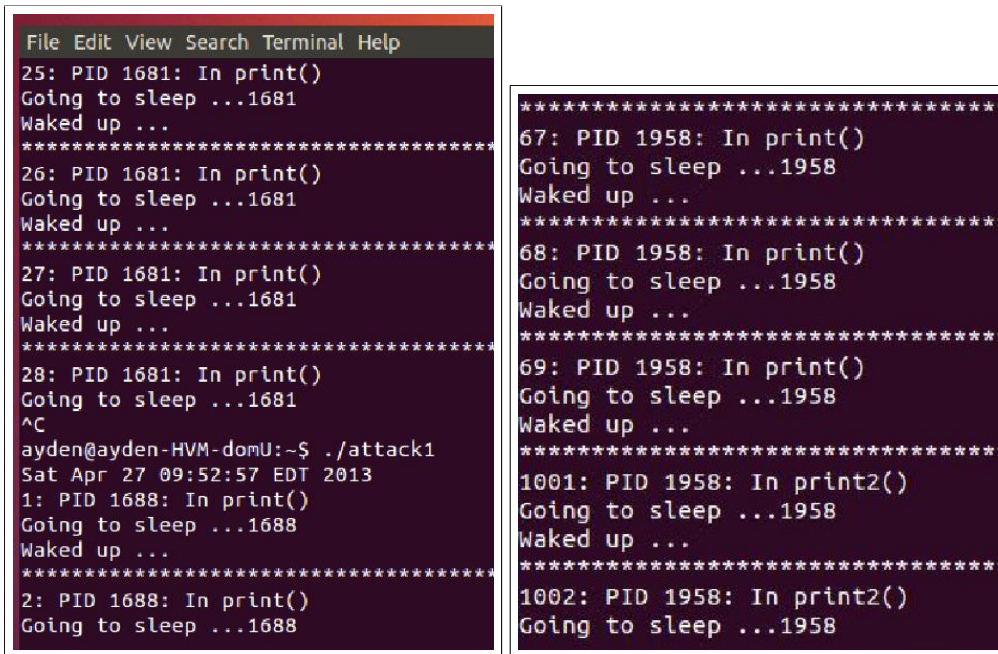 File Edit View Search Terminal Help
25: PID 1681: In print()
Going to sleep ...1681
Waked up ...
***************************************
26: PID 1681: In print()
Going to sleep ...1681
Waked up ...
***************************************
27: PID 1681: In print()
Going to sleep ...1681
Waked up ...
***************************************
28: PID 1681: In print()
Going to sleep ...1681
^C
ayden@ayden-HVM-domU:~$ ./attack1
Sat Apr 27 09:52:57 EDT 2013
1: PID 1688: In print()
Going to sleep ...1688
Waked up ...
***************************************
2: PID 1688: In print()
Going to sleep ...1688
*********************************
67: PID 1958: In print()
Going to sleep ...1958
Waked up ...
*********************************
68: PID 1958: In print()
Going to sleep ...1958
Waked up ...
*********************************
69: PID 1958: In print()
Going to sleep ...1958
Waked up ...
*********************************
1001: PID 1958: In print2()
Going to sleep ...1958
Waked up ...
*********************************
1002: PID 1958: In print2()
Going to sleep ...1958